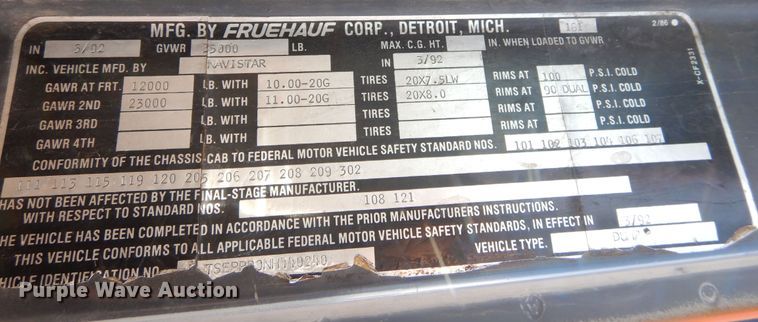 MFG. BY FRUEHAUF CORP., DETROIT, MICH. 2/86
IN 3/92 GVWR 35000 LB. MAX. C.G. HT. IN. WHEN LOADED TO GVWR
INC. VEHICLE MFD. BY NAVISTAR IN 3/92
GAWR AT FRT. 12000 LB. WITH 10.00-20G TIRES 20X7.5LW RIMS AT 100 P.S.I. COLD
GAWR 2ND 23000 LB. WITH 11.00-20G TIRES 20X8.0 RIMS AT 90 DUAL P.S.I. COLD
GAWR 3RD LB. WITH TIRES RIMS AT P.S.I. COLD
GAWR 4TH LB. WITH TIRES RIMS AT P.S.I. COLD
CONFORMITY OF THE CHASSIS-CAB TO FEDERAL MOTOR VEHICLE SAFETY STANDARD NOS. 101 102 103 104 106 107
111 113 115 119 120 205 206 207 208 209 302
HAS NOT BEEN AFFECTED BY THE FINAL-STAGE MANUFACTURER.
WITH RESPECT TO STANDARD NOS. 108 121
THE VEHICLE HAS BEEN COMPLETED IN ACCORDANCE WITH THE PRIOR MANUFACTURERS INSTRUCTIONS.
THIS VEHICLE CONFORMS TO ALL APPLICABLE FEDERAL MOTOR VEHICLE SAFETY STANDARDS, IN EFFECT IN 3/92
VEHICLE IDENTIFICATION NO. VEHICLE TYPE
X-CF2331
Purple Wave Auction